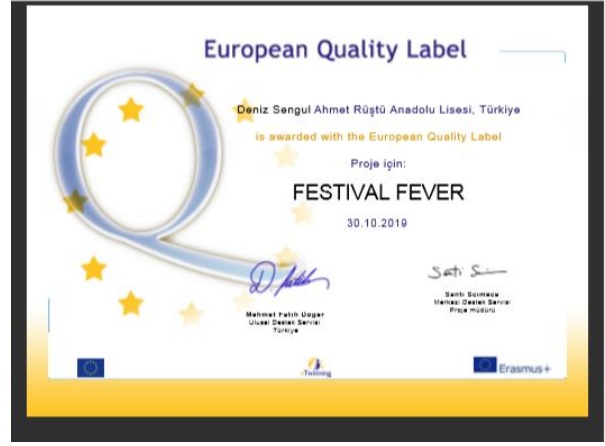 European Quality Label
Deniz Sengul Ahmet Rüştü Anadolu Lisesi, Türkiye
is awarded with the European Quality Label
Proje için:
FESTIVAL FEVER
30.10.2019
Mehmet Fatih Döğer
Ulusal Destek Servisi
Türkiye
Santi Scimeca
Merkezi Destek Servisi
Proje müdürü
eTwinning
Erasmus+